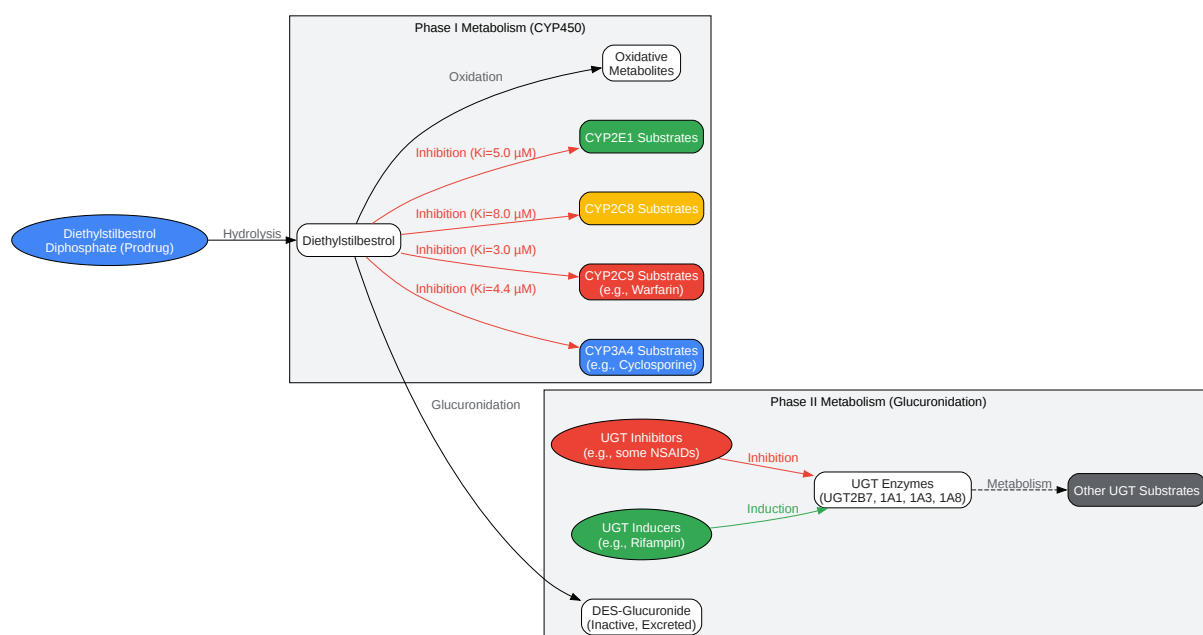 Phase I Metabolism (CYP450)
Oxidative
Metabolites
Oxidation
CYP2E1 Substrates
Inhibition (Ki=5.0 µM)
CYP2C8 Substrates
Inhibition (Ki=8.0 µM)
Diethylstilbestrol
Diphosphate (Prodrug)
Hydrolysis
Diethylstilbestrol
Inhibition (Ki=3.0 µM)
CYP2C9 Substrates
(e.g., Warfarin)
Inhibition (Ki=4.4 µM)
CYP3A4 Substrates
(e.g., Cyclosporine)
Glucuronidation
Phase II Metabolism (Glucuronidation)
UGT Inhibitors
(e.g., some NSAIDs)
Inhibition
UGT Enzymes
(UGT2B7, 1A1, 1A3, 1A8)
Metabolism
Other UGT Substrates
Induction
UGT Inducers
(e.g., Rifampin)
DES-Glucuronide
(Inactive, Excreted)